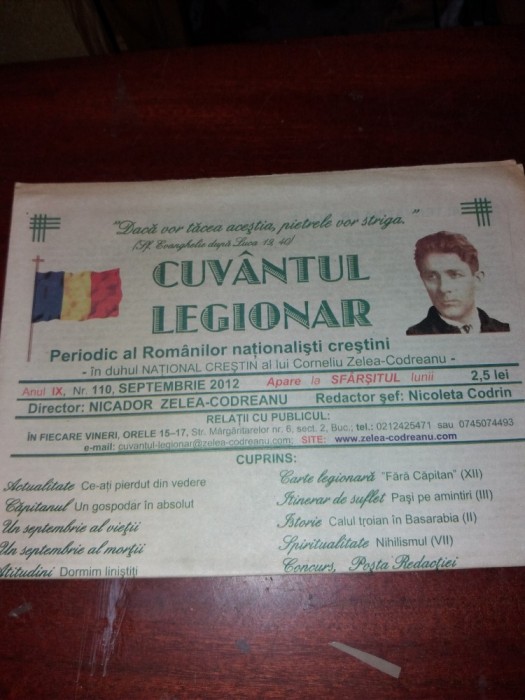 "Dacă vor tăcea aceştia, pietrele vor striga."
(Sf. Evanghelie după Luca 19, 40)
CUVÂNTUL
LEGIONAR
Periodic al Românilor naţionalişti creştini
- în duhul NAŢIONAL CREŞTIN al lui Corneliu Zelea-Codreanu -
Anul IX, Nr. 110, SEPTEMBRIE 2012 Apare la SFÂRŞITUL lunii 2,5 lei
Director: NICADOR ZELEA-CODREANU Redactor şef: Nicoleta Codrin
RELAŢII CU PUBLICUL:
ÎN FIECARE VINERI, ORELE 15-17, Str. Mărgăritarelor nr. 6, sect. 2, Buc., tel.: 0212425471 sau 0745074493
e-mail: cuvantul-legionar@zelea-codreanu.com; SITE: www.zelea-codreanu.com
CUPRINS:
Actualitate Ce-aţi pierdut din vedere
Căpitanul Un gospodar în absolut
Un septembrie al vieţii
Un septembrie al morţii
Atitudini Dormim liniştiţi
Carte legionară "Fără Căpitan" (XII)
Itinerar de suflet Paşi pe amintiri (III)
Istorie Calul troian în Basarabia (II)
Spiritualitate Nihilismul (VII)
Concurs, Poşta Redacţiei